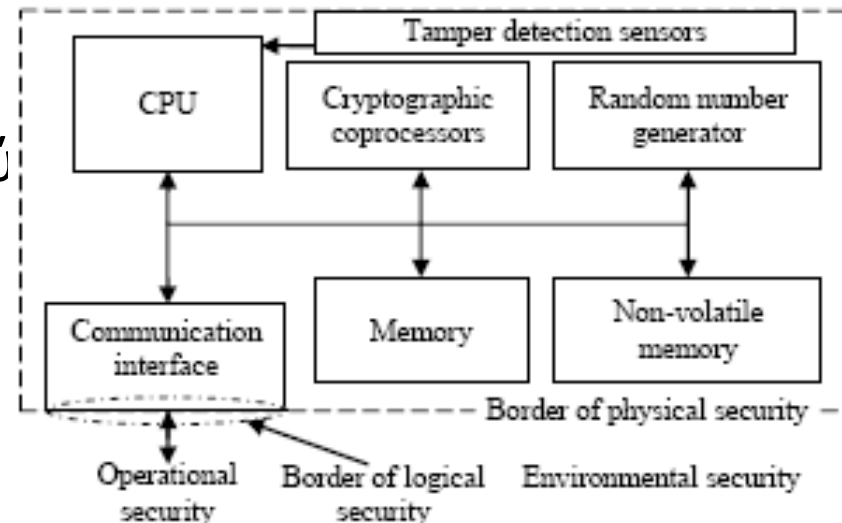 Tamper detection sensors
CPU
Cryptographic
coprocessors
Random number
generator
Communication
interface
Memory
Non-volatile
memory
Border of physical security
Operational
security
Border of logical
security
Environmental security